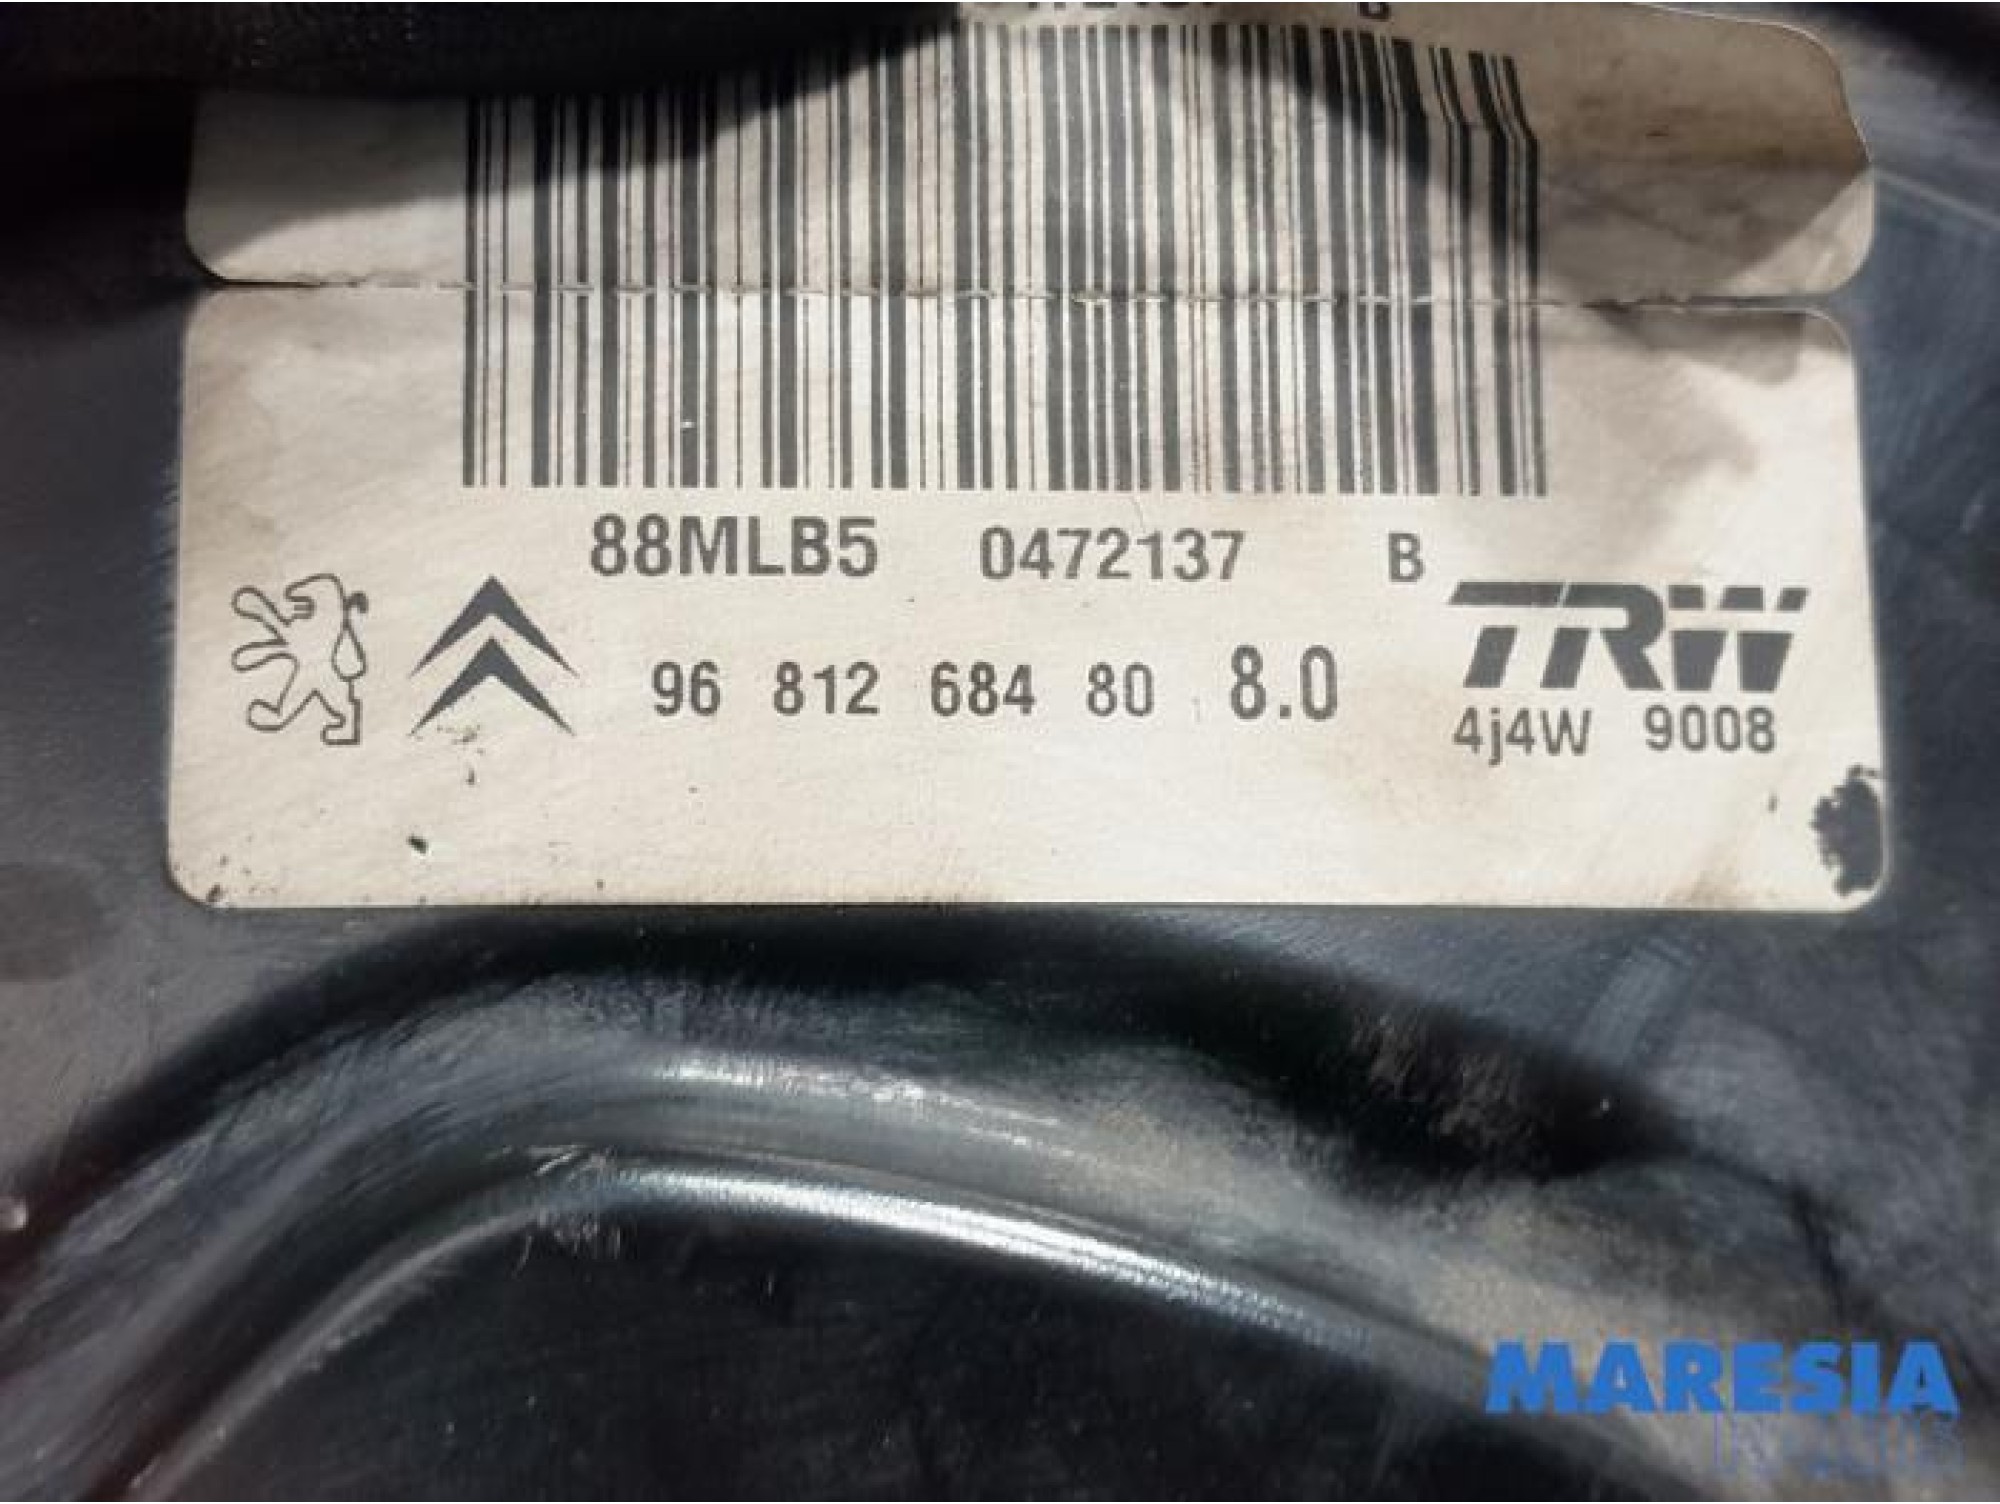 88MLB5 0472137 B
TRW
96 812 684 80 8.0
4j4W 9008
MARESIA